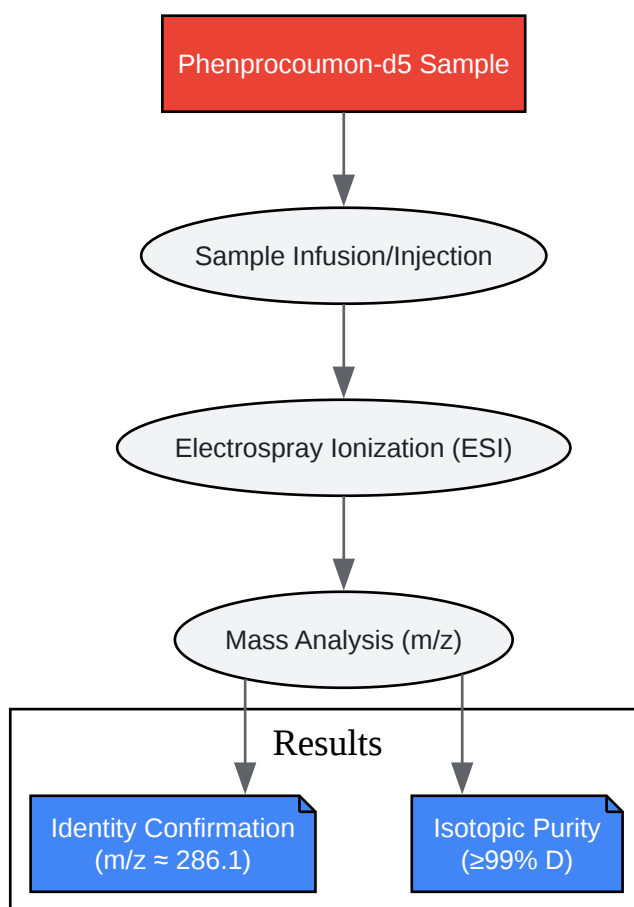 Phenprocoumon-d5 Sample
Sample Infusion/Injection
Electrospray Ionization (ESI)
Mass Analysis (m/z)
Results
Identity Confirmation
(m/z ≈ 286.1)
Isotopic Purity
(≥99% D)